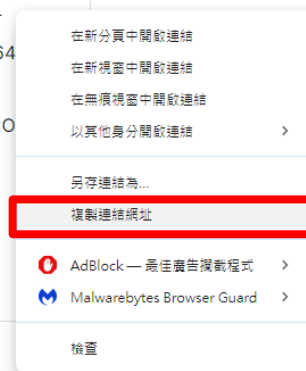 64
在新分頁中開啟連結
在新視窗中開啟連結
在無痕視窗中開啟連結
以其他身分開啟連結
另存連結為...
複製連結網址
AdBlock — 最佳廣告攔截程式
Malwarebytes Browser Guard
檢查